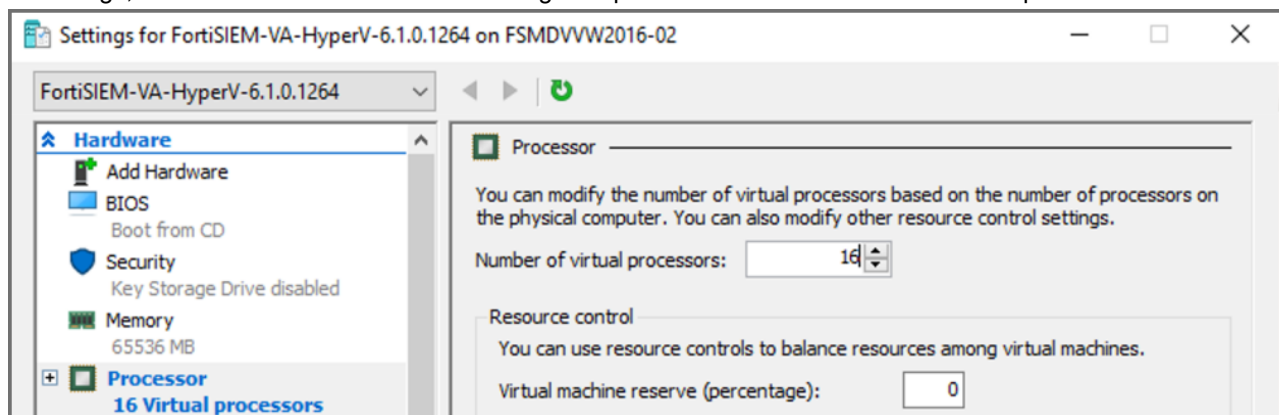 Settings for FortiSIEM-VA-HyperV-6.1.0.1264 on FSMDVVW2016-02
FortiSIEM-VA-HyperV-6.1.0.1264
Hardware
Add Hardware
BIOS
Boot from CD
Security
Key Storage Drive disabled
Memory
65536 MB
Processor
16 Virtual processors
Processor
You can modify the number of virtual processors based on the number of processors on
the physical computer. You can also modify other resource control settings.
Number of virtual processors: 16
Resource control
You can use resource controls to balance resources among virtual machines.
Virtual machine reserve (percentage): 0